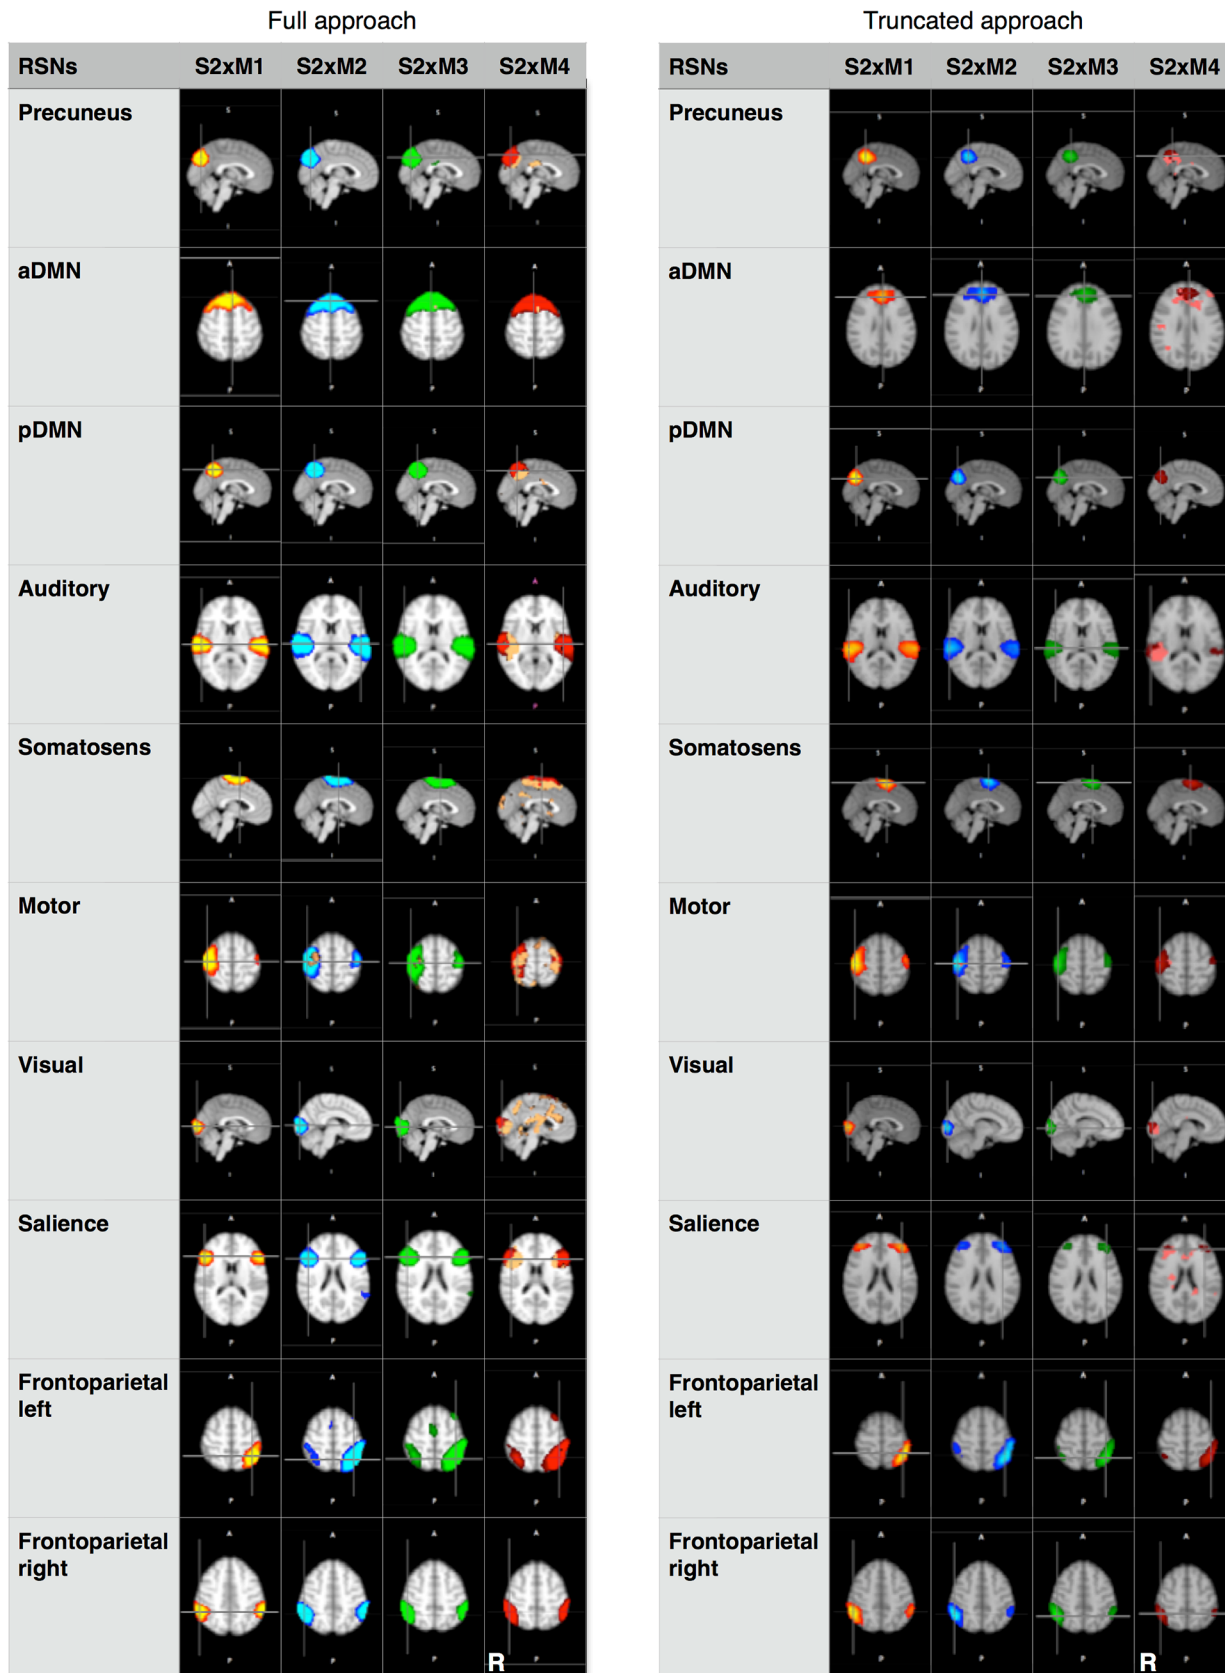 Full approach
Truncated approach
RSNs S2xM1 S2xM2 S2xM3 S2xM4
RSNs S2xM1 S2xM2 S2xM3 S2xM4
Precuneus
S S S S
I
Precuneus
S S S S
I
aDMN
A A A A
P P P P
aDMN
A A A A
P P P P
pDMN
S S S S
I
pDMN
S S S S
I
Auditory
A A A A
P P P P
Auditory
A A A A
P P P P
Somatosens
S S S S
I
Somatosens
S S S S
I
Motor
A A A A
P P P P
Motor
A A A A
P P P P
Visual
S S S S
I
Visual
S S S S
I
Salience
A A A A
P P P P
Salience
A A A A
P P P P
Frontoparietal
left
A A A A
P P P P
Frontoparietal
left
A A A A
P P P P
Frontoparietal
right
A A A A
P P P P
R
Frontoparietal
right
A A A A
P P P P
R